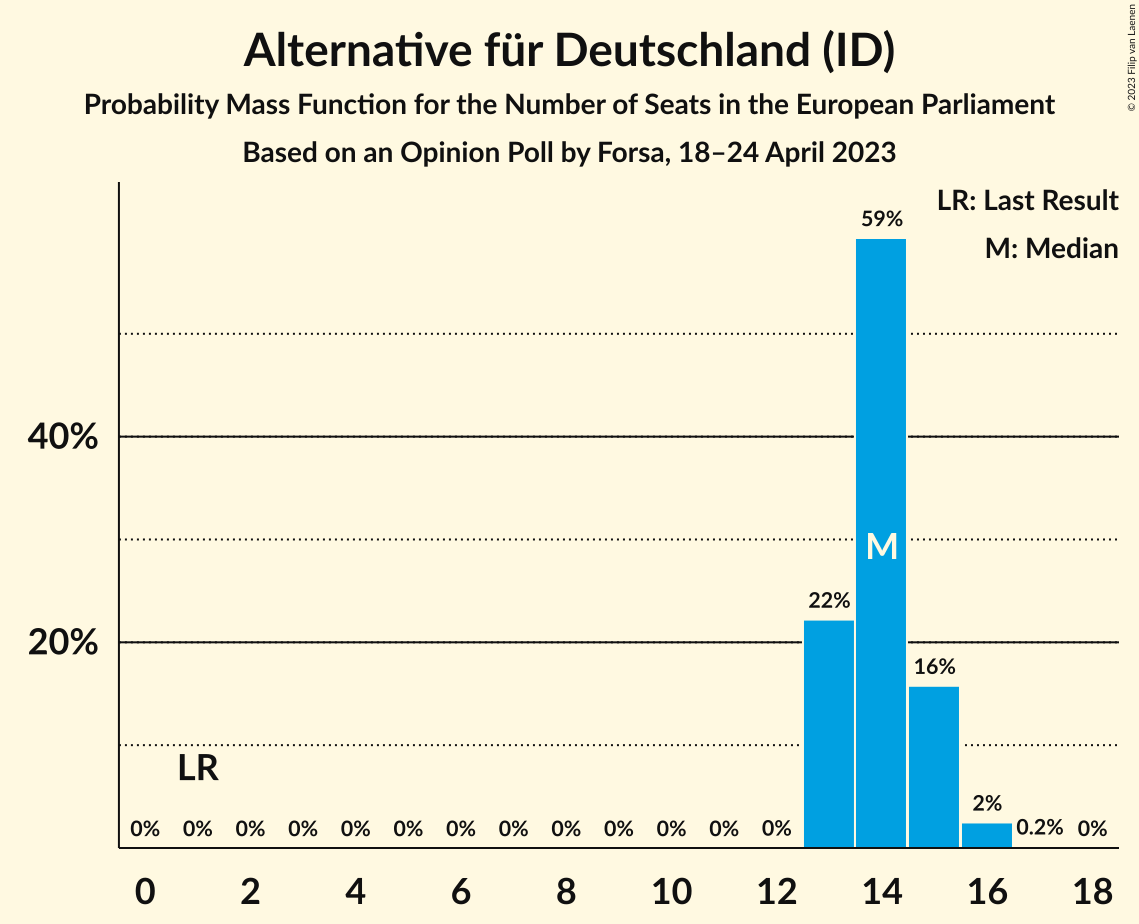 Alternative für Deutschland (ID)
Probability Mass Function for the Number of Seats in the European Parliament
Based on an Opinion Poll by Forsa, 18–24 April 2023
© 2023 Filip van Laenen
LR: Last Result
M: Median
59%
40%
M
22%
20%
16%
LR
2%
0% 0% 0% 0% 0% 0% 0% 0% 0% 0% 0% 0% 0% 0.2% 0%
0 2 4 6 8 10 12 14 16 18